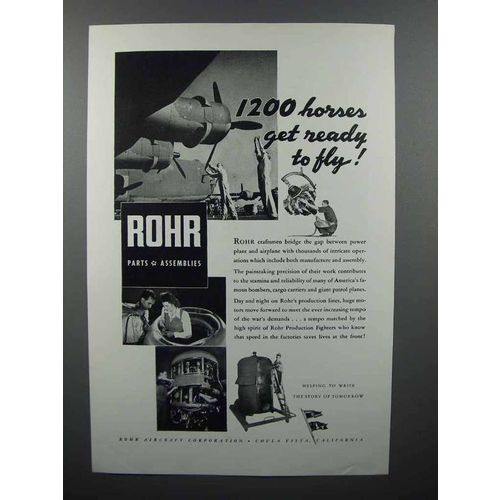 1200 horses
get ready
to fly!
ROHR
PARTS & ASSEMBLIES
ROHR craftsmen bridge the gap between power
plant and airplane with thousands of intricate oper-
ations which include both manufacture and assembly.
The painstaking precision of their work contributes
to the stamina and reliability of many of America's fa-
mous bombers, cargo carriers and giant patrol planes.
Day and night on Rohr's production lines, huge mo-
tors move forward to meet the ever increasing tempo
of the war's demands . . . a tempo matched by the
high spirit of Rohr Production Fighters who know
that speed in the factories saves lives at the front!
HELPING TO WRITE
THE STORY OF TOMORROW
ROHR AIRCRAFT CORPORATION • CHULA VISTA, CALIFORNIA